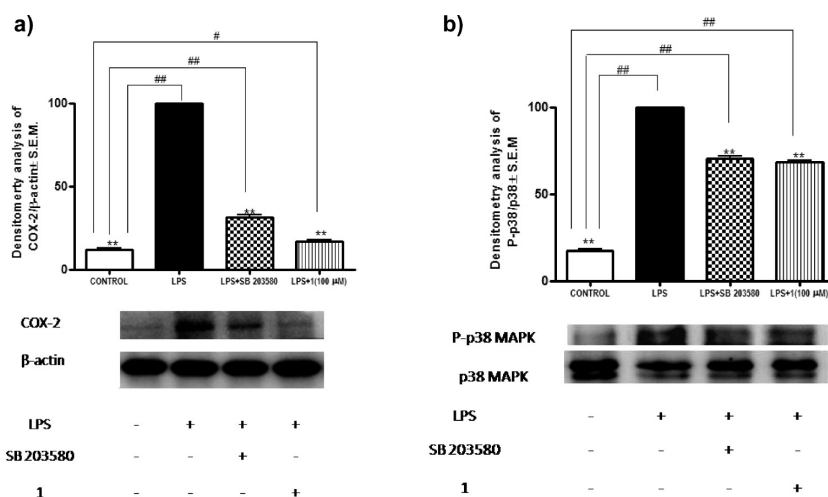 a)
#
##
##
Densitomerty analysis of
COX-2/β-actin± S.E.M.
100
50
0
**
**
**
CONTROL
LPS
LPS+SB 203580
LPS+1(100 µM)
COX-2
β-actin
LPS - + + +
SB 203580 - - + -
1 - - - +
b)
##
##
##
Densitometry analysis of
P-p38/p38± S.E.M
100
50
0
**
**
**
CONTROL
LPS
LPS+SB 203580
LPS+1(100 µM)
P-p38 MAPK
p38 MAPK
LPS - + + +
SB 203580 - - + -
1 - - - +